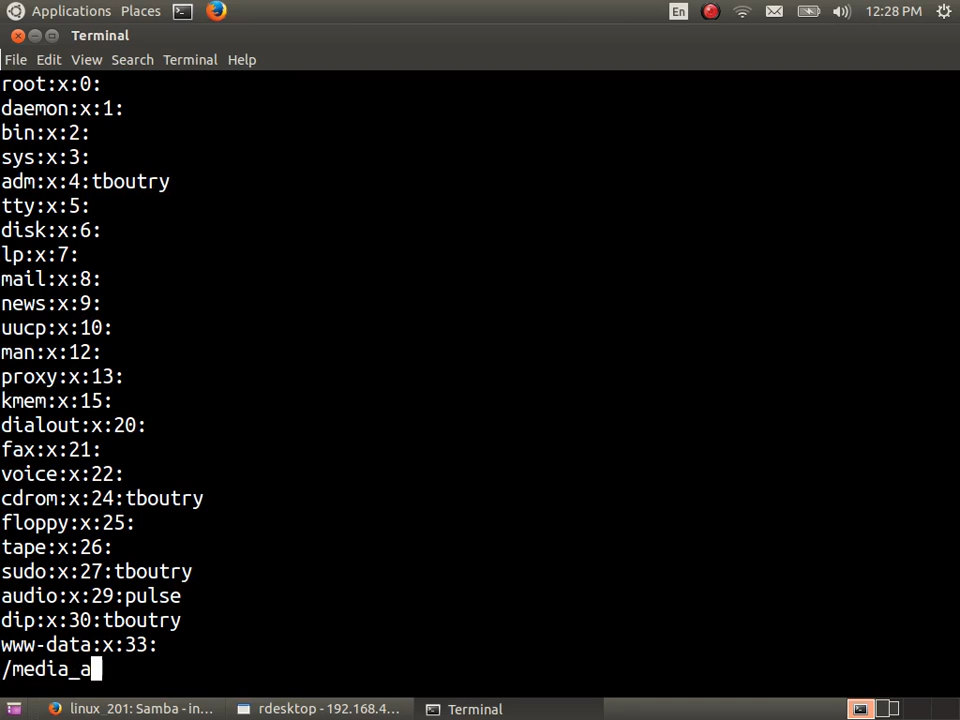 Applications Places En 12:28 PM
Terminal
File Edit View Search Terminal Help
root:x:0:
daemon:x:1:
bin:x:2:
sys:x:3:
adm:x:4:tboutry
tty:x:5:
disk:x:6:
lp:x:7:
mail:x:8:
news:x:9:
uucp:x:10:
man:x:12:
proxy:x:13:
kmem:x:15:
dialout:x:20:
fax:x:21:
voice:x:22:
cdrom:x:24:tboutry
floppy:x:25:
tape:x:26:
sudo:x:27:tboutry
audio:x:29:pulse
dip:x:30:tboutry
www-data:x:33:
/media_a
linux_201: Samba - in... rdesktop - 192.168.4... Terminal